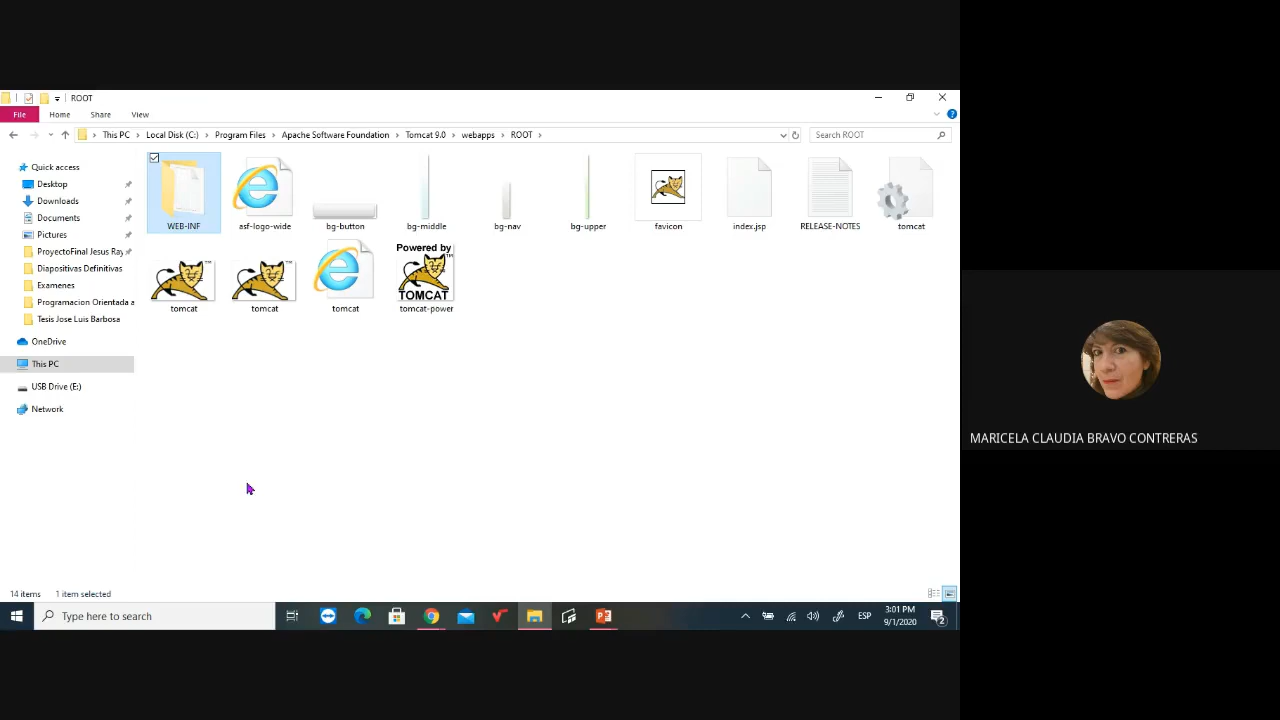 ROOT
File Home Share View
This PC Local Disk (C:) Program Files Apache Software Foundation Tomcat 9.0 webapps ROOT
Search ROOT
Quick access
Desktop
Downloads
Documents
Pictures
ProyectoFinal Jesus Ray
Diapositivas Definitivas
Examenes
Programacion Orientada a
Tesis Jose Luis Barbosa
OneDrive
This PC
USB Drive (E:)
Network
WEB-INF asf-logo-wide bg-button bg-middle bg-nav bg-upper favicon index.jsp RELEASE-NOTES tomcat
Powered by
TM TM TM
TOMCAT
tomcat tomcat tomcat tomcat-power
14 items 1 item selected
Type here to search
ESP
3:01 PM
9/1/2020
2
MARICELA CLAUDIA BRAVO CONTRERAS